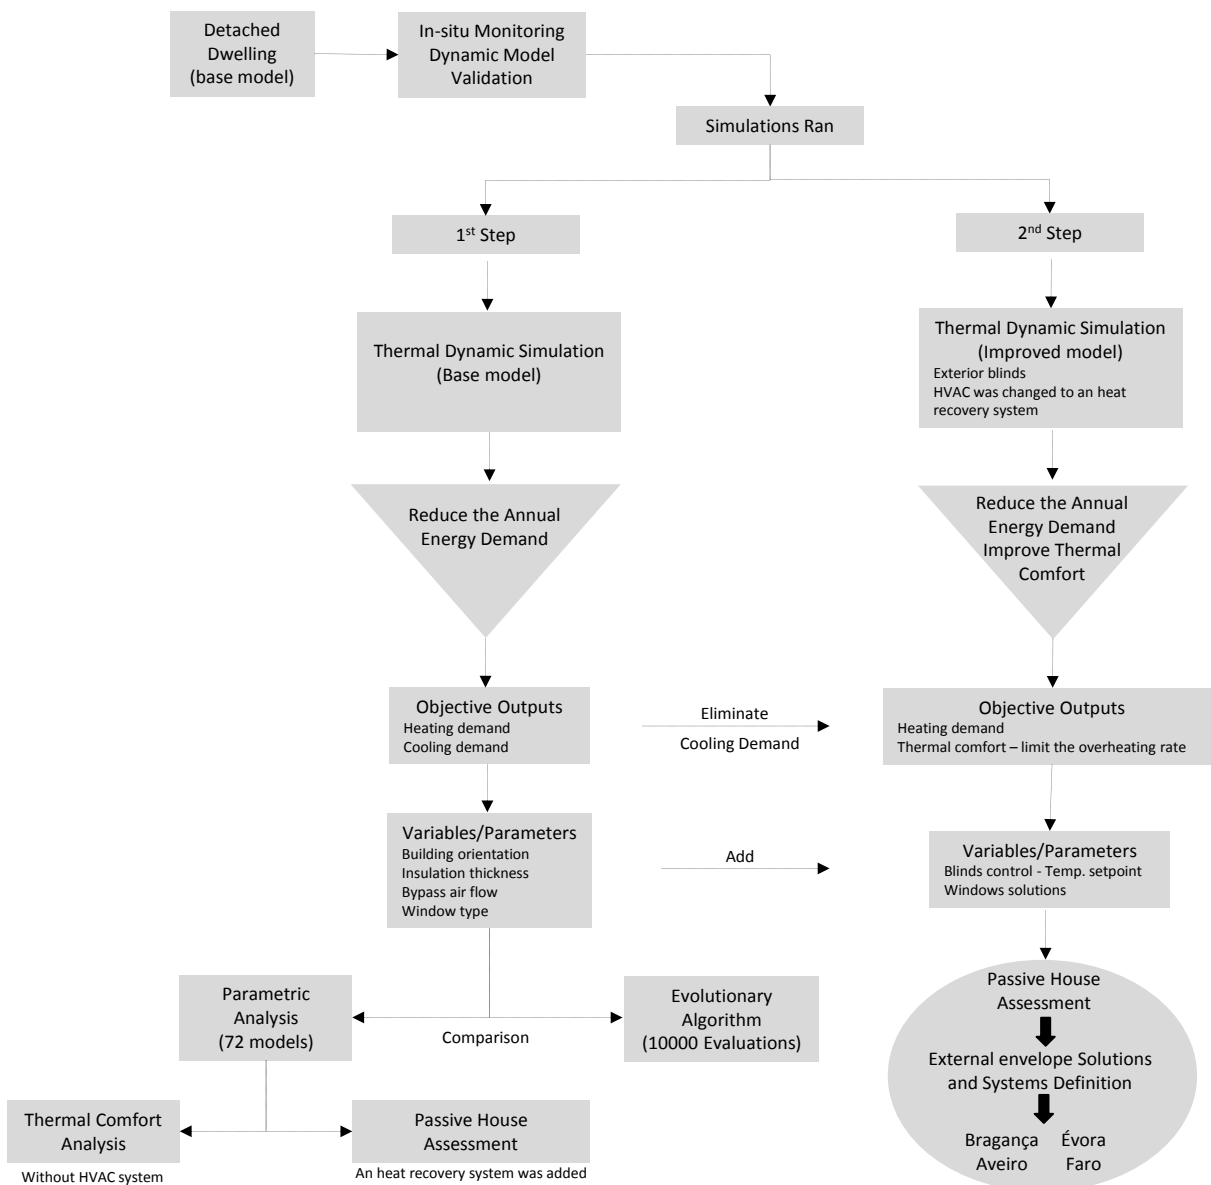 Detached
Dwelling
(base model)
In-situ Monitoring
Dynamic Model
Validation
Simulations Ran
1st Step
2nd Step
Thermal Dynamic Simulation
(Base model)
Thermal Dynamic Simulation
(Improved model)
Exterior blinds
HVAC was changed to an heat
recovery system
Reduce the Annual
Energy Demand
Reduce the Annual
Energy Demand
Improve Thermal
Comfort
Objective Outputs
Heating demand
Cooling demand
Eliminate
Cooling Demand
Objective Outputs
Heating demand
Thermal comfort – limit the overheating rate
Variables/Parameters
Building orientation
Insulation thickness
Bypass air flow
Window type
Add
Variables/Parameters
Blinds control - Temp. setpoint
Windows solutions
Parametric
Analysis
(72 models)
Comparison
Evolutionary
Algorithm
(10000 Evaluations)
Passive House
Assessment
External envelope Solutions
and Systems Definition
Bragança Évora
Aveiro Faro
Thermal Comfort
Analysis
Without HVAC system
Passive House
Assessment
An heat recovery system was added